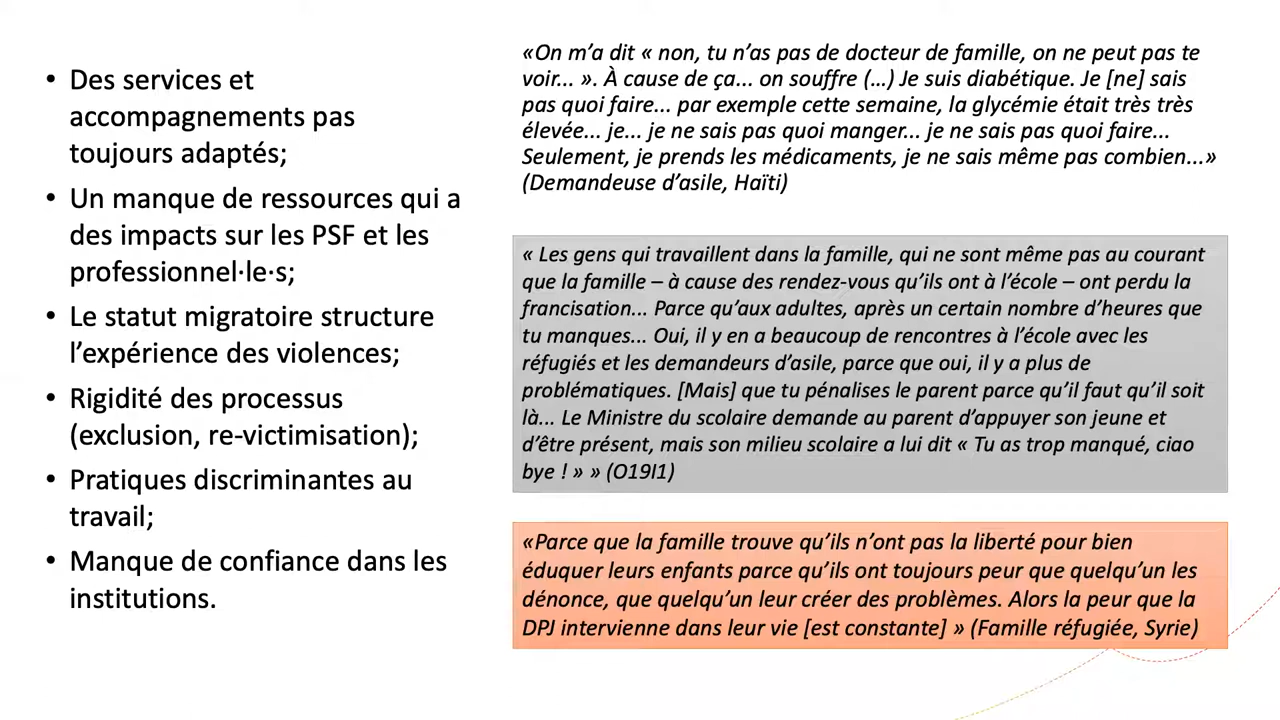 • Des services et
accompagnements pas
toujours adaptés;
• Un manque de ressources qui a
des impacts sur les PSF et les
professionnel·le·s;
• Le statut migratoire structure
l’expérience des violences;
• Rigidité des processus
(exclusion, re-victimisation);
• Pratiques discriminantes au
travail;
• Manque de confiance dans les
institutions.
«On m’a dit « non, tu n’as pas de docteur de famille, on ne peut pas te
voir... ». À cause de ça... on souffre (…) Je suis diabétique. Je [ne] sais
pas quoi faire... par exemple cette semaine, la glycémie était très très
élevée... je... je ne sais pas quoi manger... je ne sais pas quoi faire...
Seulement, je prends les médicaments, je ne sais même pas combien...»
(Demandeuse d’asile, Haïti)
« Les gens qui travaillent dans la famille, qui ne sont même pas au courant
que la famille – à cause des rendez-vous qu’ils ont à l’école – ont perdu la
francisation... Parce qu’aux adultes, après un certain nombre d’heures que
tu manques... Oui, il y en a beaucoup de rencontres à l’école avec les
réfugiés et les demandeurs d’asile, parce que oui, il y a plus de
problématiques. [Mais] que tu pénalises le parent parce qu’il faut qu’il soit
là... Le Ministre du scolaire demande au parent d’appuyer son jeune et
d’être présent, mais son milieu scolaire a lui dit « Tu as trop manqué, ciao
bye ! » » (O19I1)
«Parce que la famille trouve qu’ils n’ont pas la liberté pour bien
éduquer leurs enfants parce qu’ils ont toujours peur que quelqu’un les
dénonce, que quelqu’un leur créer des problèmes. Alors la peur que la
DPJ intervienne dans leur vie [est constante] » (Famille réfugiée, Syrie)